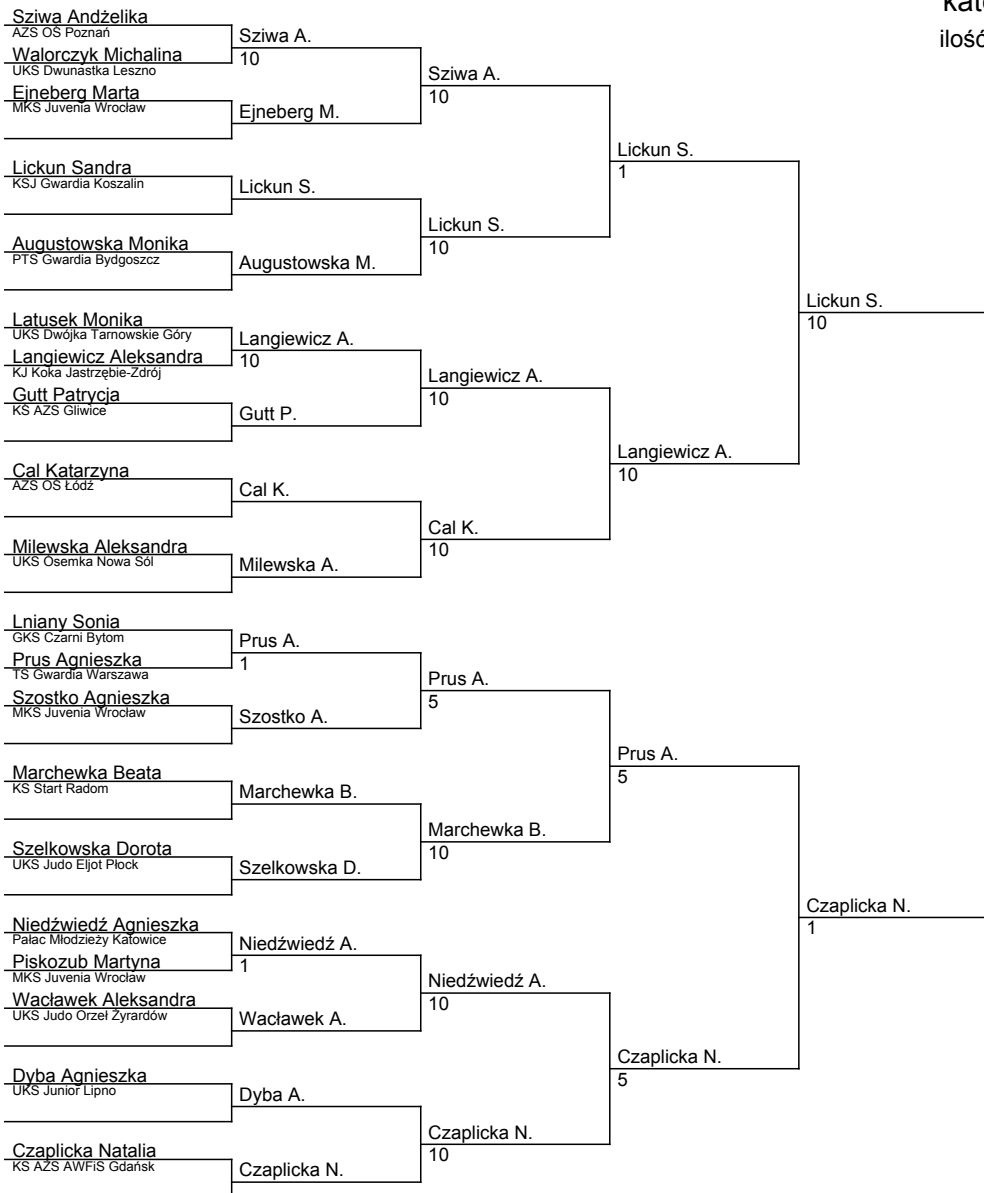 kat
ilość
Sziwa Andżelika
AZS OŚ Poznań
Walorczyk Michalina
UKS Dwunastka Leszno
Ejneberg Marta
MKS Juvenia Wrocław
Lickun Sandra
KSJ Gwardia Koszalin
Augustowska Monika
PTS Gwardia Bydgoszcz
Latusek Monika
UKS Dwójka Tarnowskie Góry
Langiewicz Aleksandra
KJ Koka Jastrzębie-Zdrój
Gutt Patrycja
KŚ AZS Gliwice
Cal Katarzyna
AZS OŚ Łódź
Milewska Aleksandra
UKS Ósemka Nowa Sól
Lniany Sonia
GKS Czarni Bytom
Prus Agnieszka
TS Gwardia Warszawa
Szostko Agnieszka
MKS Juvenia Wrocław
Marchewka Beata
KS Start Radom
Szelkowska Dorota
UKS Judo Eljot Płock
Niedźwiedź Agnieszka
Pałac Młodzieży Katowice
Piskozub Martyna
MKS Juvenia Wrocław
Wacławek Aleksandra
UKS Judo Orzeł Żyrardów
Dyba Agnieszka
UKS Junior Lipno
Czaplicka Natalia
KS AZS AWFiS Gdańsk
Sziwa A.
10
Ejneberg M.
Lickun S.
Augustowska M.
Langiewicz A.
10
Gutt P.
Cal K.
Milewska A.
Prus A.
1
Szostko A.
Marchewka B.
Szelkowska D.
Niedźwiedź A.
1
Wacławek A.
Dyba A.
Czaplicka N.
Sziwa A.
10
Lickun S.
10
Langiewicz A.
10
Cal K.
10
Prus A.
5
Marchewka B.
10
Niedźwiedź A.
10
Czaplicka N.
10
Lickun S.
1
Langiewicz A.
10
Prus A.
5
Czaplicka N.
5
Lickun S.
10
Czaplicka N.
1